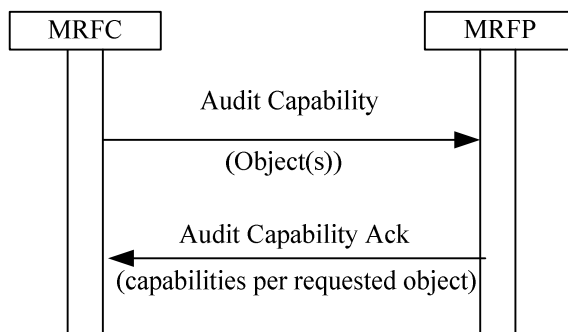 MRFC
MRFP
Audit Capability
(Object(s))
Audit Capability Ack
(capabilities per requested object)